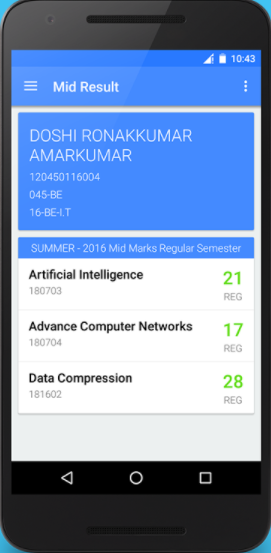 10:43
Mid Result
DOSHI RONAKKUMAR
AMARKUMAR
120450116004
045-BE
16-BE-I.T
SUMMER - 2016 Mid Marks Regular Semester
Artificial Intelligence
21
180703
REG
Advance Computer Networks
17
180704
REG
Data Compression
28
181602
REG